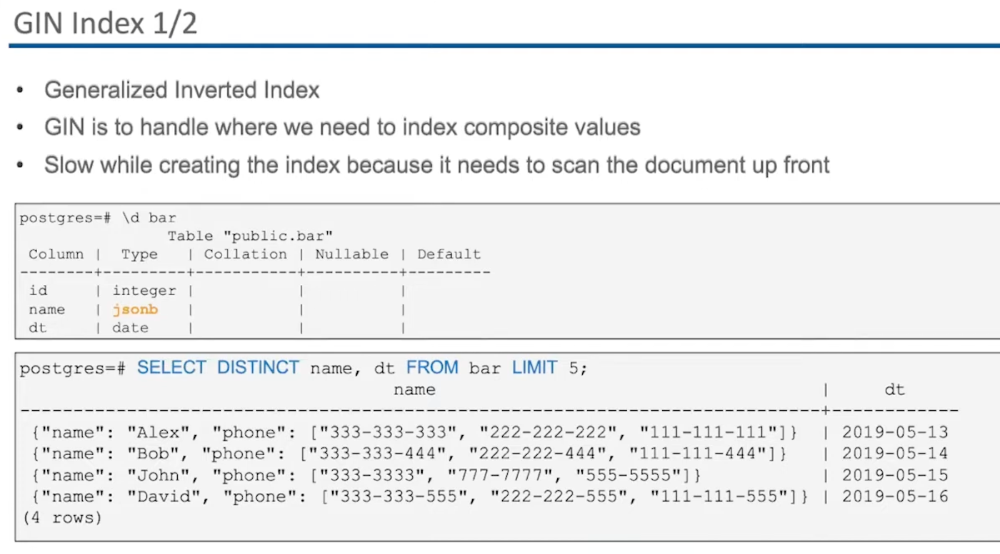 GIN Index 1/2
• Generalized Inverted Index
• GIN is to handle where we need to index composite values
• Slow while creating the index because it needs to scan the document up front
postgres=# \d bar
Table "public.bar"
Column | Type | Collation | Nullable | Default
--------+---------+-----------+----------+---------
id | integer | | |
name | jsonb | | |
dt | date | | |
postgres=# SELECT DISTINCT name, dt FROM bar LIMIT 5;
name | dt
---------------------------------------------------------------------------+------------
{"name": "Alex", "phone": ["333-333-333", "222-222-222", "111-111-111"]} | 2019-05-13
{"name": "Bob", "phone": ["333-333-444", "222-222-444", "111-111-444"]} | 2019-05-14
{"name": "John", "phone": ["333-3333", "777-7777", "555-5555"]} | 2019-05-15
{"name": "David", "phone": ["333-333-555", "222-222-555", "111-111-555"]} | 2019-05-16
(4 rows)